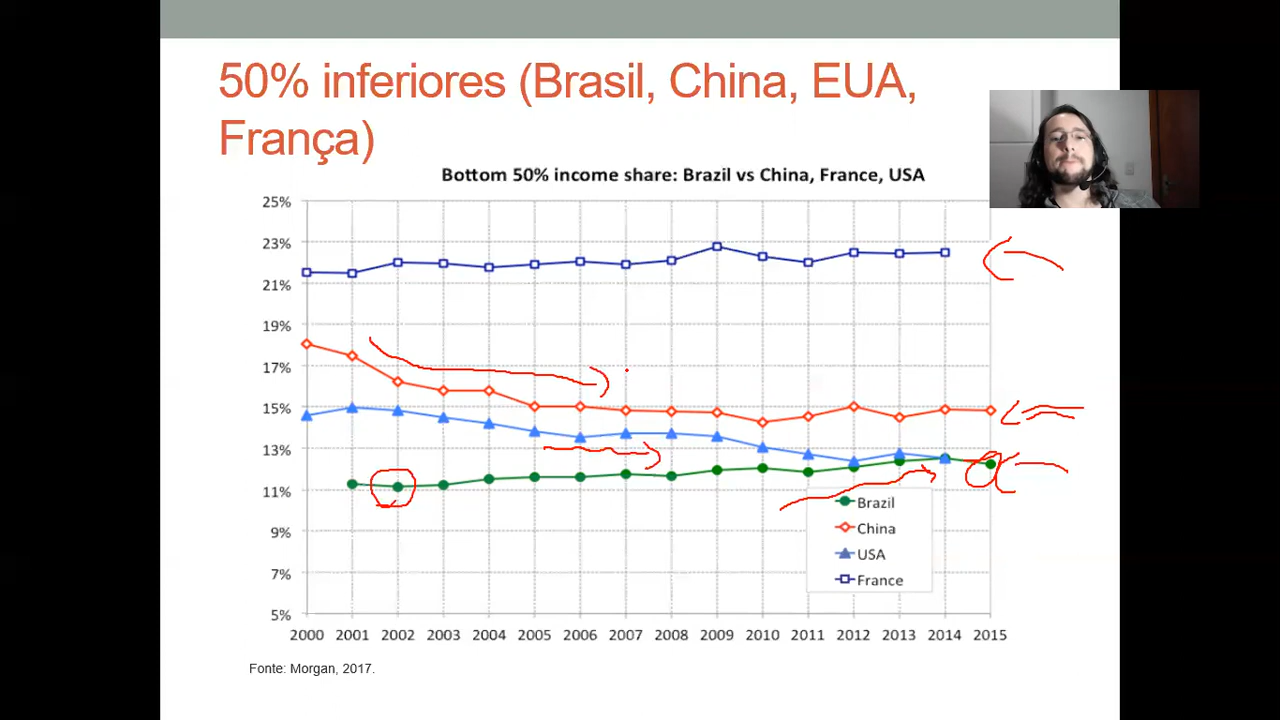 50% inferiores (Brasil, China, EUA,
França)
Bottom 50% income share: Brazil vs China, France, USA
25%
23%
21%
19%
17%
15%
13%
11%
9%
7%
5%
Brazil
China
USA
France
2000 2001 2002 2003 2004 2005 2006 2007 2008 2009 2010 2011 2012 2013 2014 2015
Fonte: Morgan, 2017.